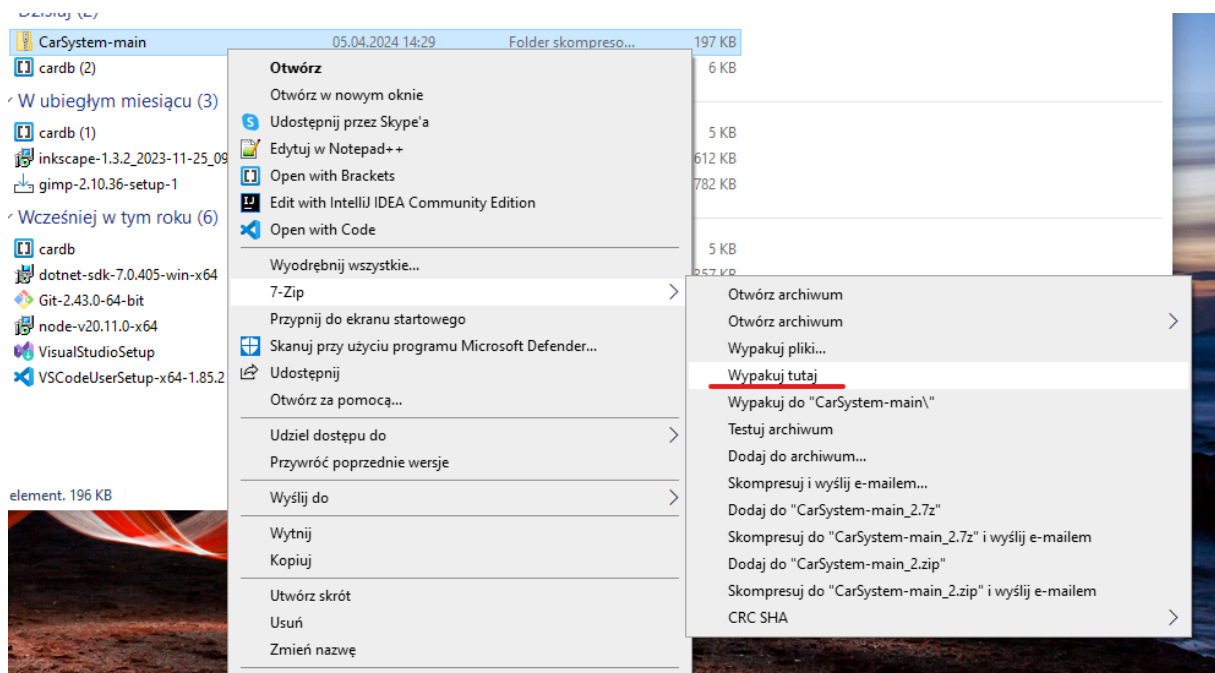 Dzisiaj (2)
CarSystem-main 05.04.2024 14:29 Folder skompreso... 197 KB
cardb (2) 6 KB
W ubiegłym miesiącu (3)
cardb (1) 5 KB
inkscape-1.3.2_2023-11-25_09 612 KB
gimp-2.10.36-setup-1 782 KB
Wcześniej w tym roku (6)
cardb 5 KB
dotnet-sdk-7.0.405-win-x64 357 KB
Git-2.43.0-64-bit
node-v20.11.0-x64
VisualStudioSetup
VSCodeUserSetup-x64-1.85.2
element. 196 KB
Otwórz
Otwórz w nowym oknie
Udostępnij przez Skype'a
Edytuj w Notepad++
Open with Brackets
Edit with IntelliJ IDEA Community Edition
Open with Code
Wyodrębnij wszystkie...
7-Zip
Przypnij do ekranu startowego
Skanuj przy użyciu programu Microsoft Defender...
Udostępnij
Otwórz za pomocą...
Udziel dostępu do
Przywróć poprzednie wersje
Wyślij do
Wytnij
Kopiuj
Utwórz skrót
Usuń
Zmień nazwę
Otwórz archiwum
Otwórz archiwum
Wypakuj pliki...
Wypakuj tutaj
Wypakuj do "CarSystem-main\"
Testuj archiwum
Dodaj do archiwum...
Skompresuj i wyślij e-mailem...
Dodaj do "CarSystem-main_2.7z"
Skompresuj do "CarSystem-main_2.7z" i wyślij e-mailem
Dodaj do "CarSystem-main_2.zip"
Skompresuj do "CarSystem-main_2.zip" i wyślij e-mailem
CRC SHA